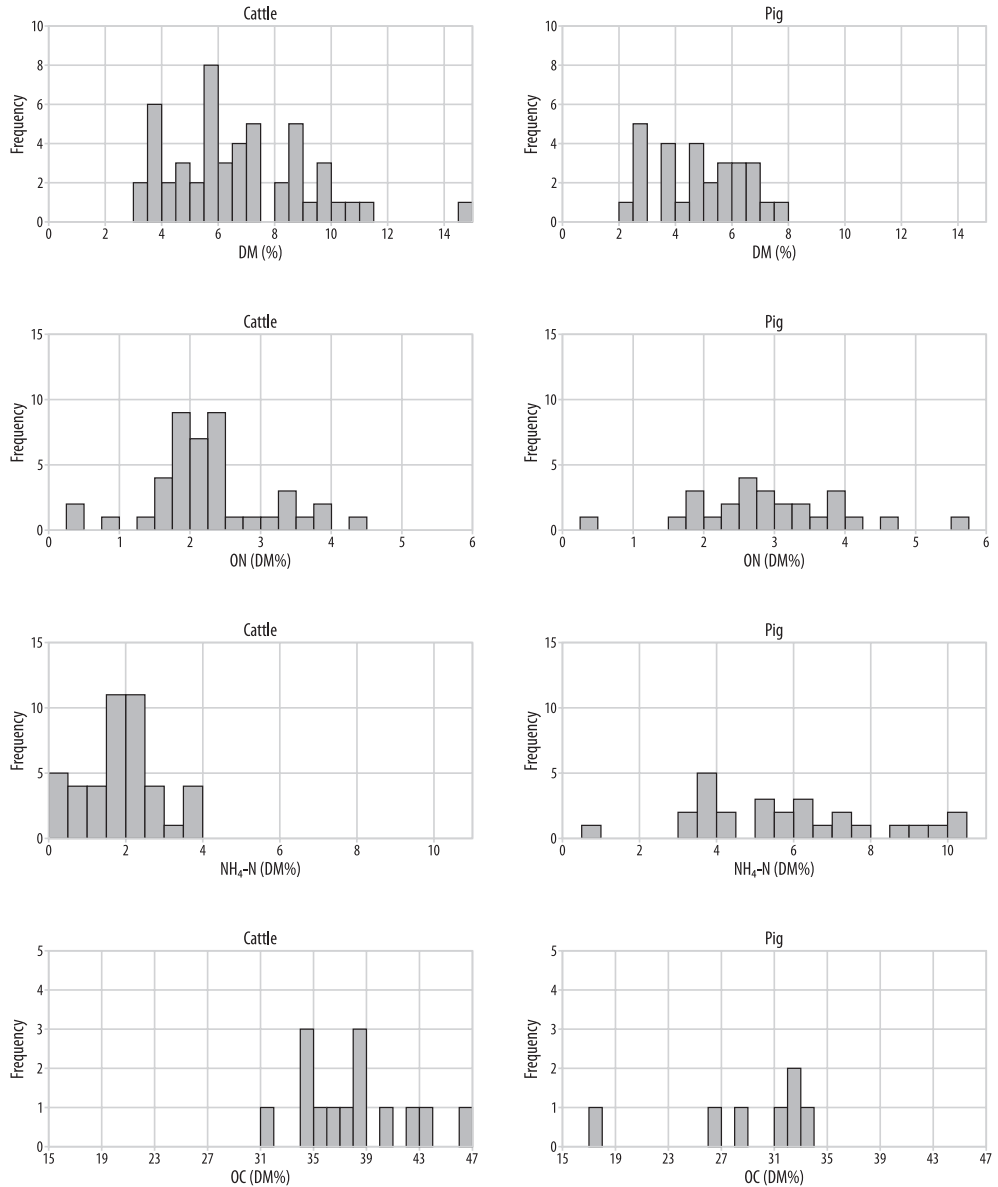 Cattle
10
8
6
4
2
0
Frequency
0 2 4 6 8 10 12 14
DM (%)
Pig
10
8
6
4
2
0
Frequency
0 2 4 6 8 10 12 14
DM (%)
Cattle
15
10
5
0
Frequency
0 1 2 3 4 5 6
ON (DM%)
Pig
15
10
5
0
Frequency
0 1 2 3 4 5 6
ON (DM%)
Cattle
15
10
5
0
Frequency
0 2 4 6 8 10
NH₄-N (DM%)
Pig
15
10
5
0
Frequency
0 2 4 6 8 10
NH₄-N (DM%)
Cattle
5
4
3
2
1
0
Frequency
15 19 23 27 31 35 39 43 47
OC (DM%)
Pig
5
4
3
2
1
0
Frequency
15 19 23 27 31 35 39 43 47
OC (DM%)